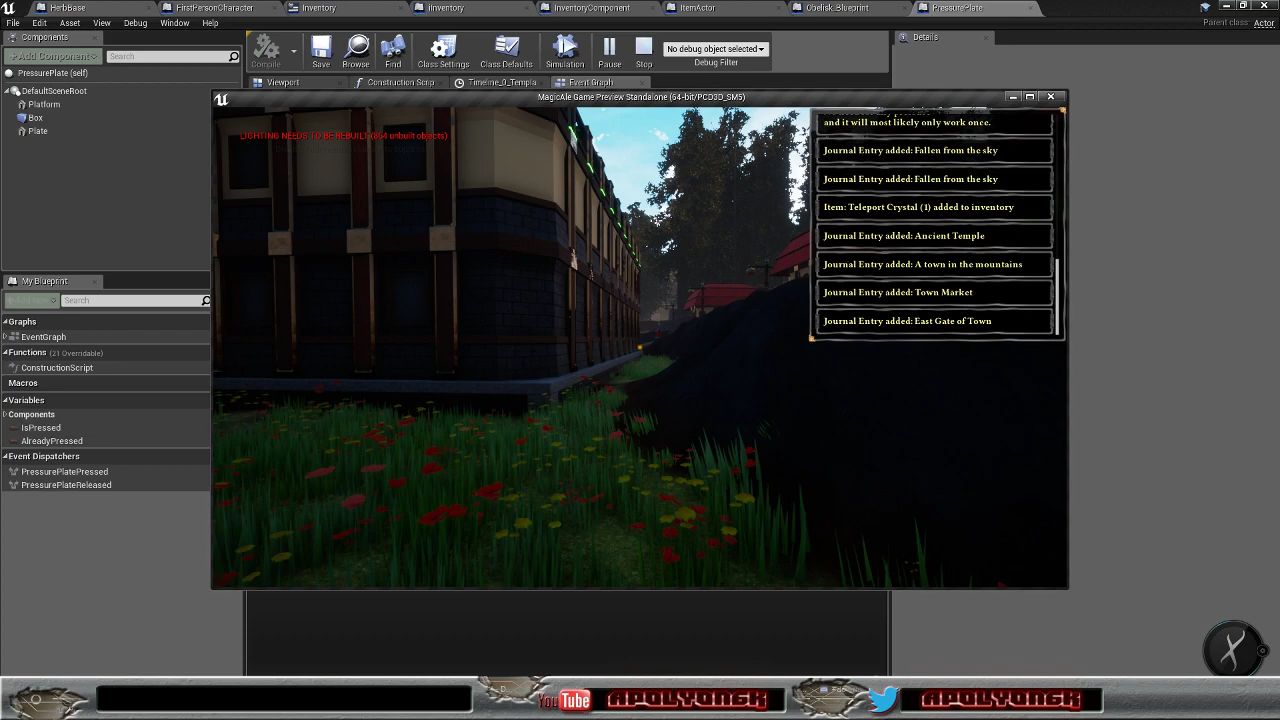 HerbBase
FirstPersonCharacter
Inventory
iInventory
InventoryComponent
ItemActor
Obelisk_Blueprint
PressurePlate
File Edit Asset View Debug Window Help
Parent class: Actor
Components
Details
+Add Component
Search
Compile
Save
Browse
Find
Class Settings
Class Defaults
Simulation
Pause
Stop
No debug object selected
Debug Filter
PressurePlate (self)
Viewport
Construction Scrip
Timeline_0_Templa
Event Graph
DefaultSceneRoot
Platform
Box
Plate
MagicAle Game Preview Standalone (64-bit/PCD3D_SM5)
LIGHTING NEEDS TO BE REBUILT (864 unbuilt objects)
and it will most likely only work once.
Journal Entry added: Fallen from the sky
Journal Entry added: Fallen from the sky
Item: Teleport Crystal (1) added to inventory
Journal Entry added: Ancient Temple
Journal Entry added: A town in the mountains
Journal Entry added: Town Market
Journal Entry added: East Gate of Town
My Blueprint
Search
Graphs
EventGraph
Functions (21 Overridable)
ConstructionScript
Macros
Variables
Components
IsPressed
AlreadyPressed
Event Dispatchers
PressurePlatePressed
PressurePlateReleased
YouTube
APOLYONGK
APOLYONGK